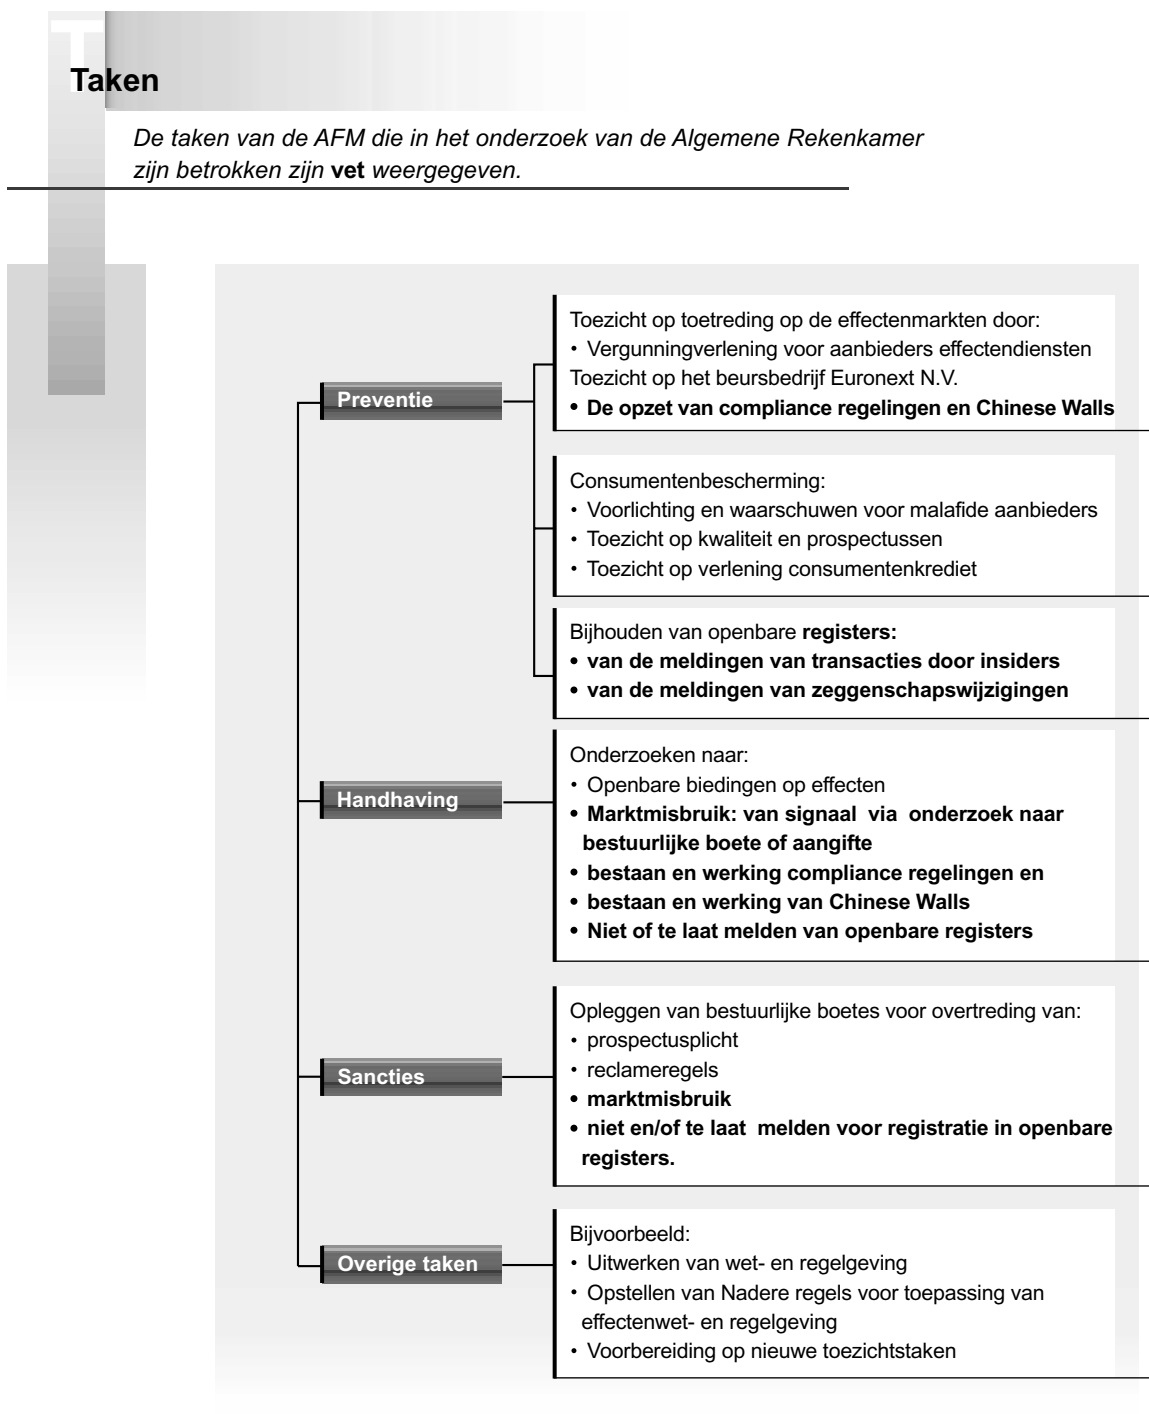 T
Taken
De taken van de AFM die in het onderzoek van de Algemene Rekenkamer
zijn betrokken zijn vet weergegeven.
Preventie
Toezicht op toetreding op de effectenmarkten door:
• Vergunningverlening voor aanbieders effectendiensten
Toezicht op het beursbedrijf Euronext N.V.
• De opzet van compliance regelingen en Chinese Walls
Consumentenbescherming:
• Voorlichting en waarschuwen voor malafide aanbieders
• Toezicht op kwaliteit en prospectussen
• Toezicht op verlening consumentenkrediet
Bijhouden van openbare registers:
• van de meldingen van transacties door insiders
• van de meldingen van zeggenschapswijzigingen
Handhaving
Onderzoeken naar:
• Openbare biedingen op effecten
• Marktmisbruik: van signaal via onderzoek naar
bestuurlijke boete of aangifte
• bestaan en werking compliance regelingen en
• bestaan en werking van Chinese Walls
• Niet of te laat melden van openbare registers
Sancties
Opleggen van bestuurlijke boetes voor overtreding van:
• prospectusplicht
• reclameregels
• marktmisbruik
• niet en/of te laat melden voor registratie in openbare
registers.
Overige taken
Bijvoorbeeld:
• Uitwerken van wet- en regelgeving
• Opstellen van Nadere regels voor toepassing van
effectenwet- en regelgeving
• Voorbereiding op nieuwe toezichtstaken